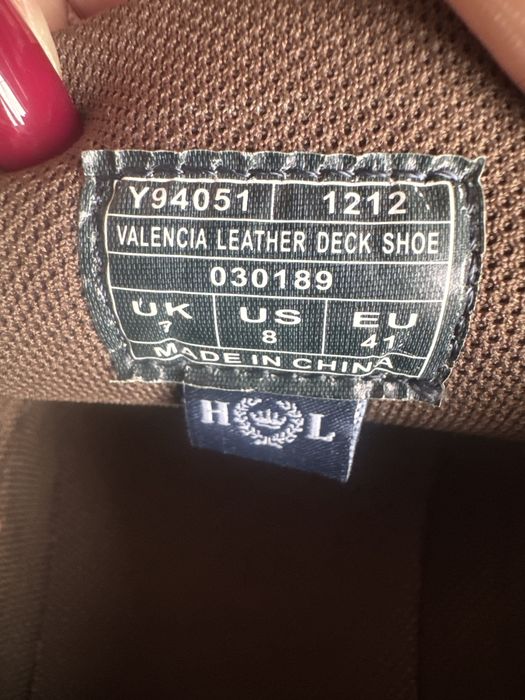 Y94051 1212
VALENCIA LEATHER DECK SHOE
030189
UK US EU
7 8 41
MADE IN CHINA
H L